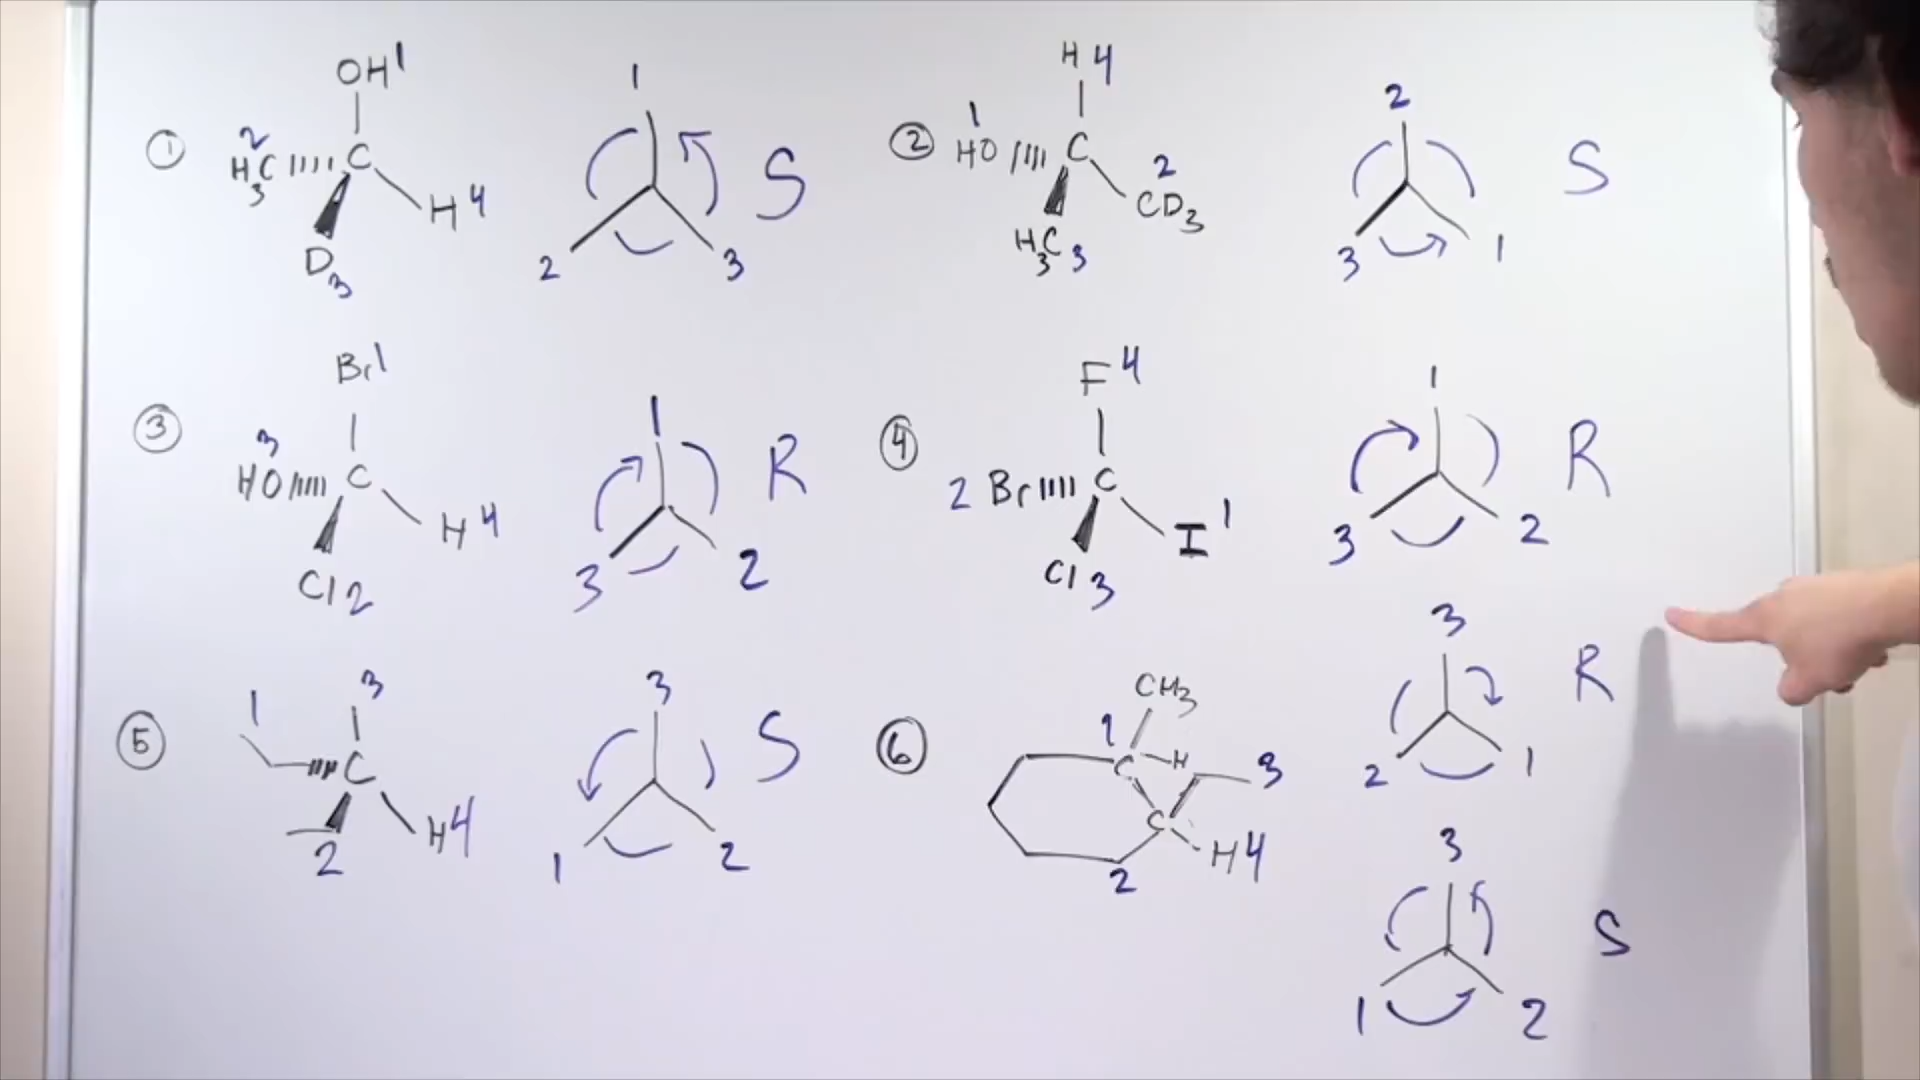 ① OH 1
2
H₃C C
H 4
D
3
1
2 3
S
② H 4
1
HO C
2
CD₃
H₃C 3
2
3 1
S
③ Br 1
3
HO C
H 4
Cl 2
1
3 2
R
④ F 4
2 Br C
I 1
Cl 3
1
3 2
R
⑤ 1 3
C
2 H 4
3
1 2
S
⑥ CH₃
1
C H
3
C
H 4
2
3
2 1
R
3
1 2
S